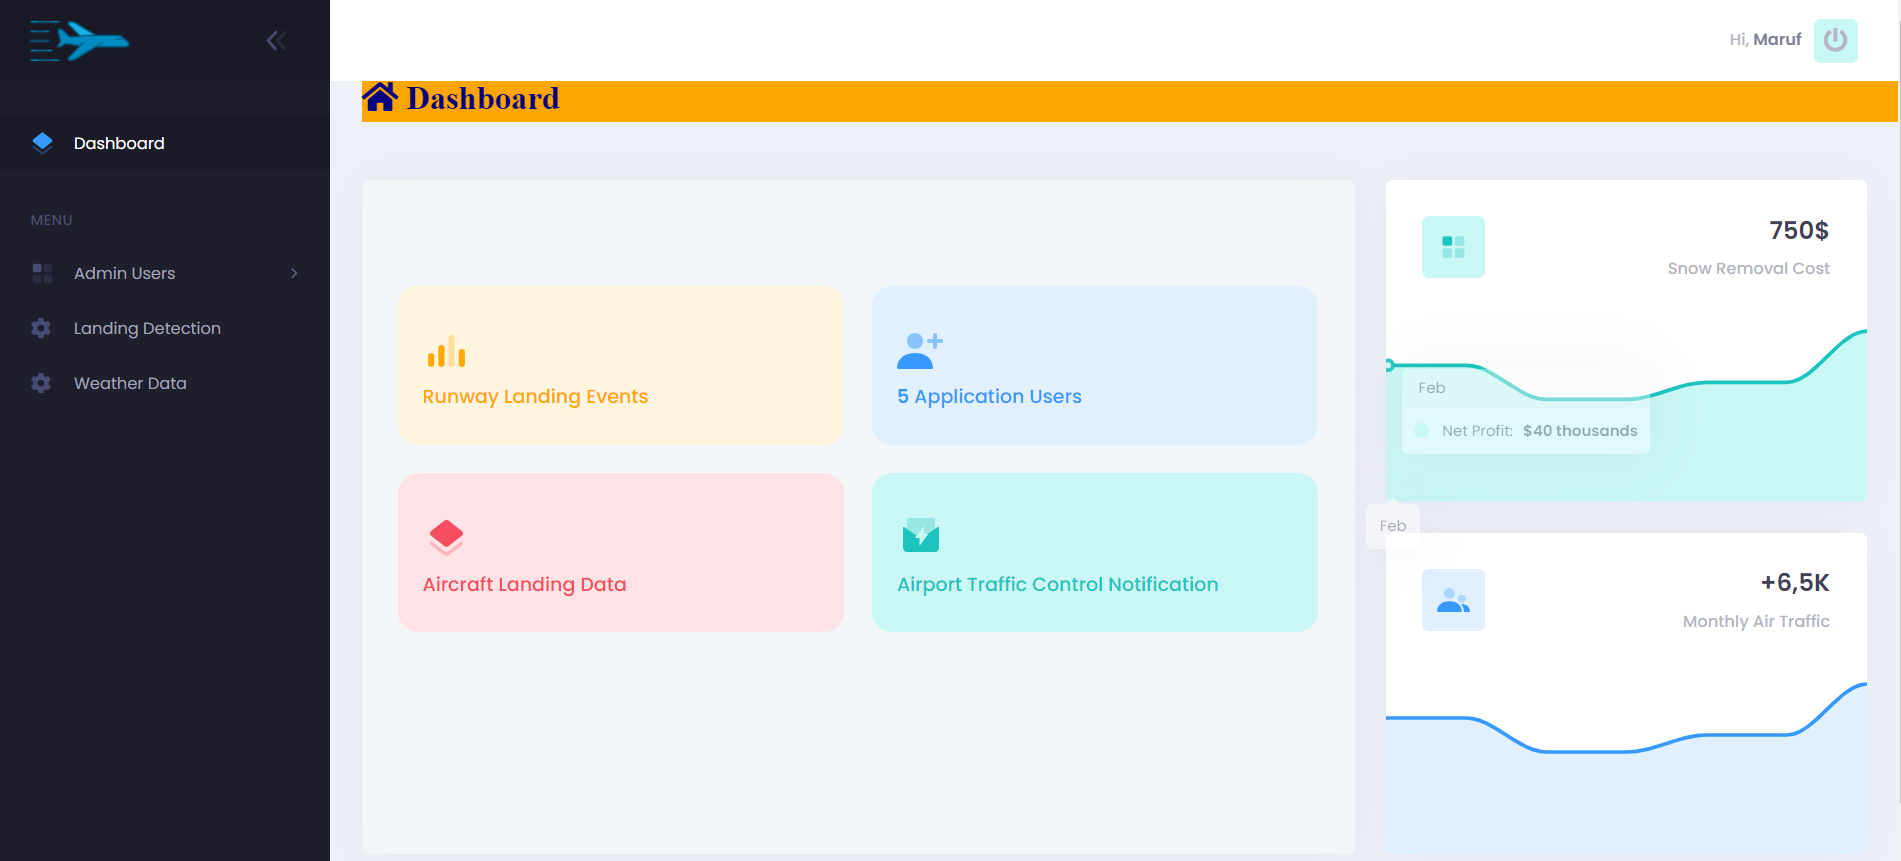 Hi, Maruf
Dashboard
Dashboard
MENU
Admin Users
Landing Detection
Weather Data
Runway Landing Events
5 Application Users
Aircraft Landing Data
Airport Traffic Control Notification
750$
Snow Removal Cost
Feb
Net Profit: $40 thousands
Feb
+6,5K
Monthly Air Traffic